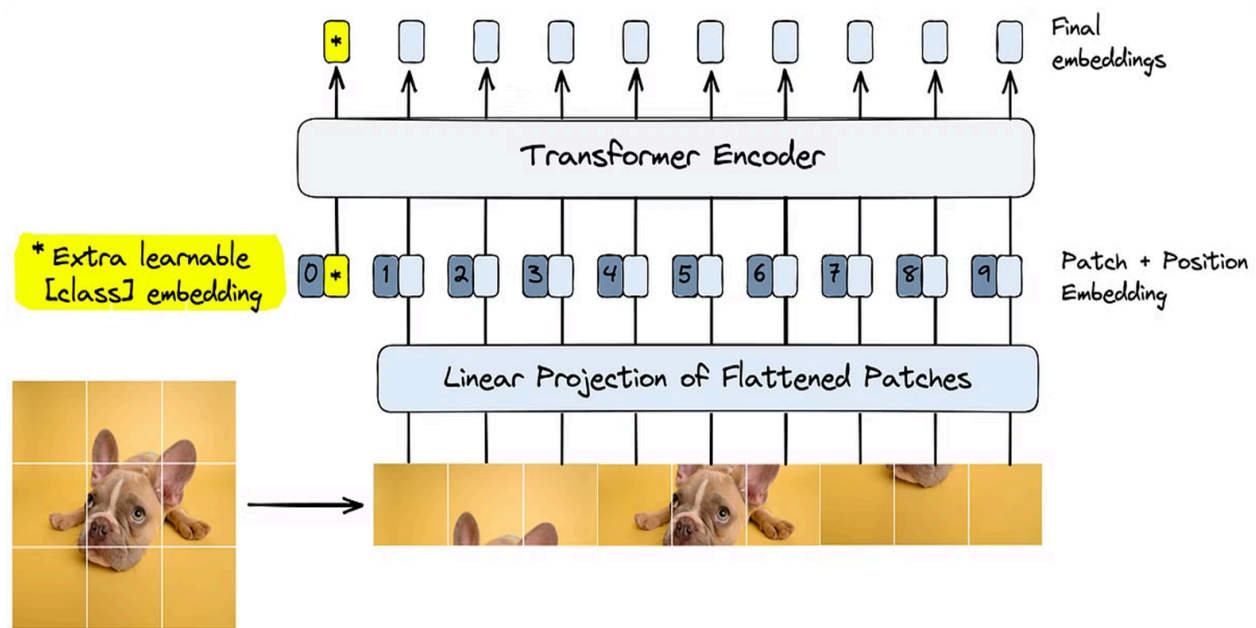 *
Final
embeddings
Transformer Encoder
* Extra learnable
[class] embedding
0 * 1 2 3 4 5 6 7 8 9
Patch + Position
Embedding
Linear Projection of Flattened Patches